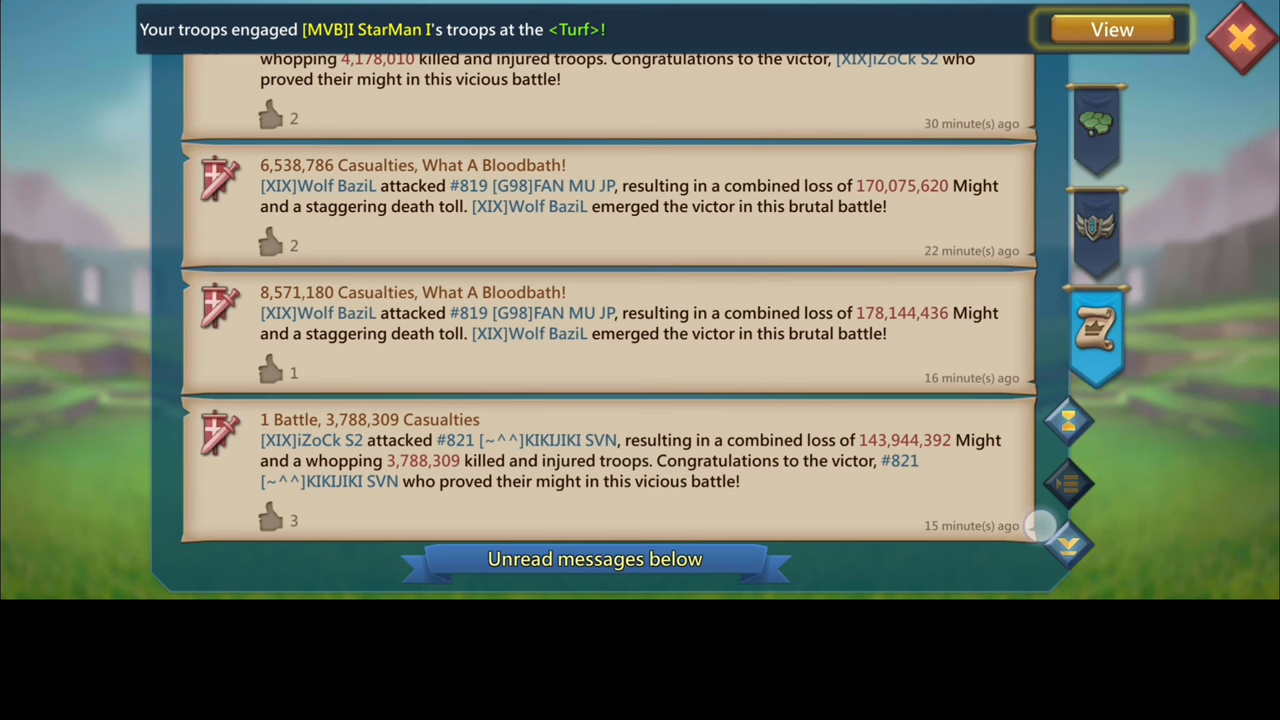 Your troops engaged [MVB]I StarMan I's troops at the <Turf>!
View
whopping 4,178,010 killed and injured troops. Congratulations to the victor, [XIX]iZoCk S2 who
proved their might in this vicious battle!
2
30 minute(s) ago
6,538,786 Casualties, What A Bloodbath!
[XIX]Wolf BaziL attacked #819 [G98]FAN MU JP, resulting in a combined loss of 170,075,620 Might
and a staggering death toll. [XIX]Wolf BaziL emerged the victor in this brutal battle!
2
22 minute(s) ago
8,571,180 Casualties, What A Bloodbath!
[XIX]Wolf BaziL attacked #819 [G98]FAN MU JP, resulting in a combined loss of 178,144,436 Might
and a staggering death toll. [XIX]Wolf BaziL emerged the victor in this brutal battle!
1
16 minute(s) ago
1 Battle, 3,788,309 Casualties
[XIX]iZoCk S2 attacked #821 [~^^]KIKIJIKI SVN, resulting in a combined loss of 143,944,392 Might
and a whopping 3,788,309 killed and injured troops. Congratulations to the victor, #821
[~^^]KIKIJIKI SVN who proved their might in this vicious battle!
3
15 minute(s) ago
Unread messages below